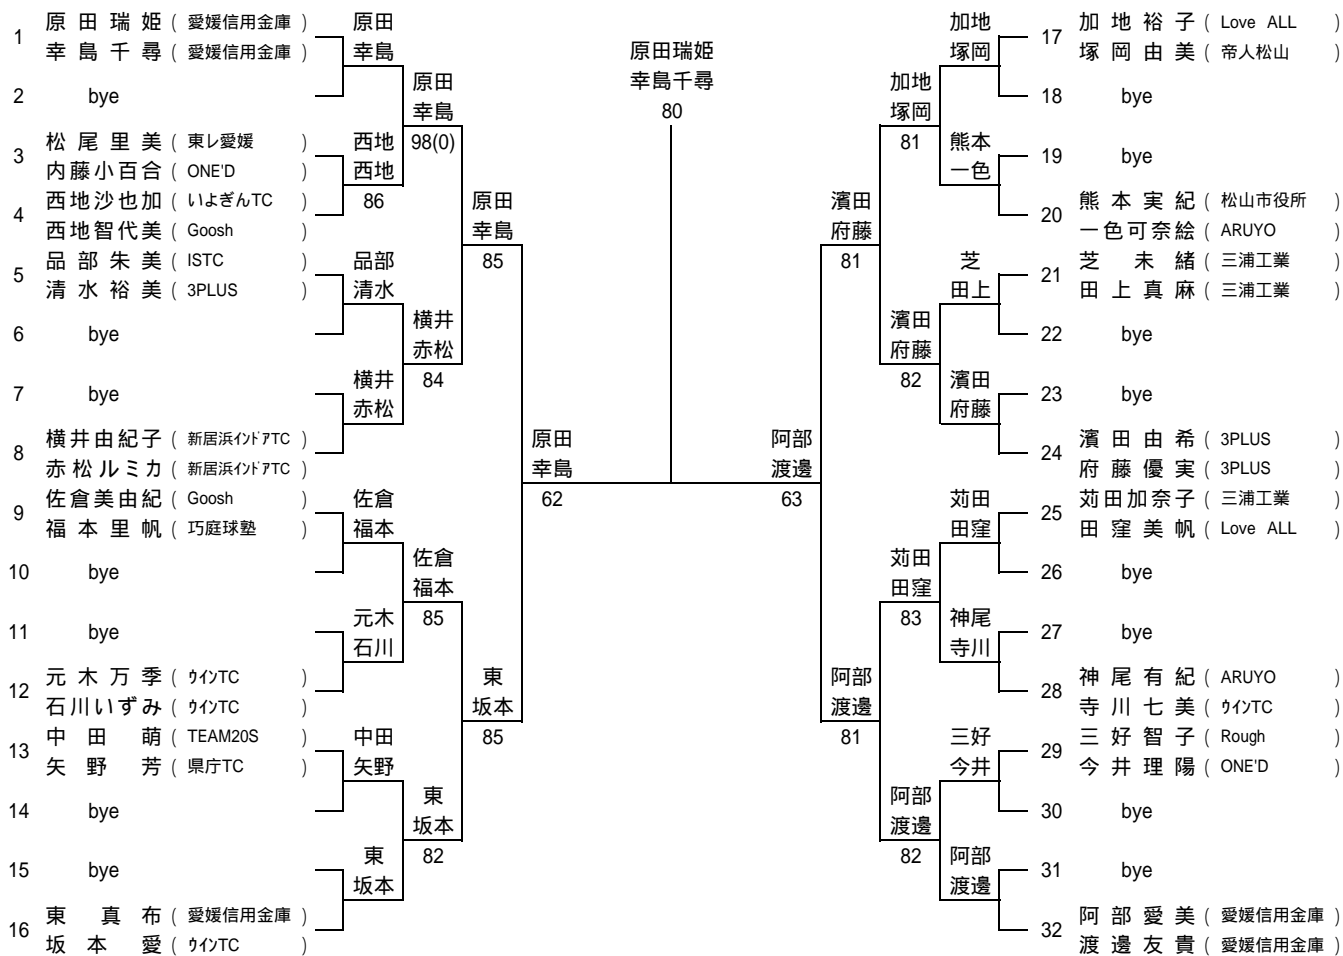 1 原田瑞姫 ( 愛媛信用金庫 )
幸島千尋 ( 愛媛信用金庫 )
2 bye
3 松尾里美 ( 東レ愛媛 )
内藤小百合 ( ONE'D )
4 西地沙也加 ( いよぎんTC )
西地智代美 ( Goosh )
5 品部朱美 ( ISTC )
清水裕美 ( 3PLUS )
6 bye
7 bye
8 横井由紀子 ( 新居浜インドアTC )
赤松ルミカ ( 新居浜インドアTC )
9 佐倉美由紀 ( Goosh )
福本里帆 ( 巧庭球塾 )
10 bye
11 bye
12 元木万季 ( ウインTC )
石川いずみ ( ウインTC )
13 中田萌 ( TEAM20S )
矢野芳 ( 県庁TC )
14 bye
15 bye
16 東真布 ( 愛媛信用金庫 )
坂本愛 ( ウインTC )
原田
幸島
西地
西地
86
品部
清水
横井
赤松
佐倉
福本
元木
石川
中田
矢野
東
坂本
原田
幸島
98(0)
横井
赤松
84
佐倉
福本
85
東
坂本
82
原田
幸島
85
東
坂本
85
原田
幸島
62
原田瑞姫
幸島千尋
80
阿部
渡邊
63
濱田
府藤
81
阿部
渡邊
81
加地
塚岡
81
濱田
府藤
82
苅田
田窪
83
阿部
渡邊
82
加地
塚岡
熊本
一色
芝
田上
濱田
府藤
苅田
田窪
神尾
寺川
三好
今井
阿部
渡邊
17 加地裕子 ( Love ALL )
塚岡由美 ( 帝人松山 )
18 bye
19 bye
20 熊本実紀 ( 松山市役所 )
一色可奈絵 ( ARUYO )
21 芝未緒 ( 三浦工業 )
田上真麻 ( 三浦工業 )
22 bye
23 bye
24 濱田由希 ( 3PLUS )
府藤優実 ( 3PLUS )
25 苅田加奈子 ( 三浦工業 )
田窪美帆 ( Love ALL )
26 bye
27 bye
28 神尾有紀 ( ARUYO )
寺川七美 ( ウインTC )
29 三好智子 ( Rough )
今井理陽 ( ONE'D )
30 bye
31 bye
32 阿部愛美 ( 愛媛信用金庫 )
渡邊友貴 ( 愛媛信用金庫 )